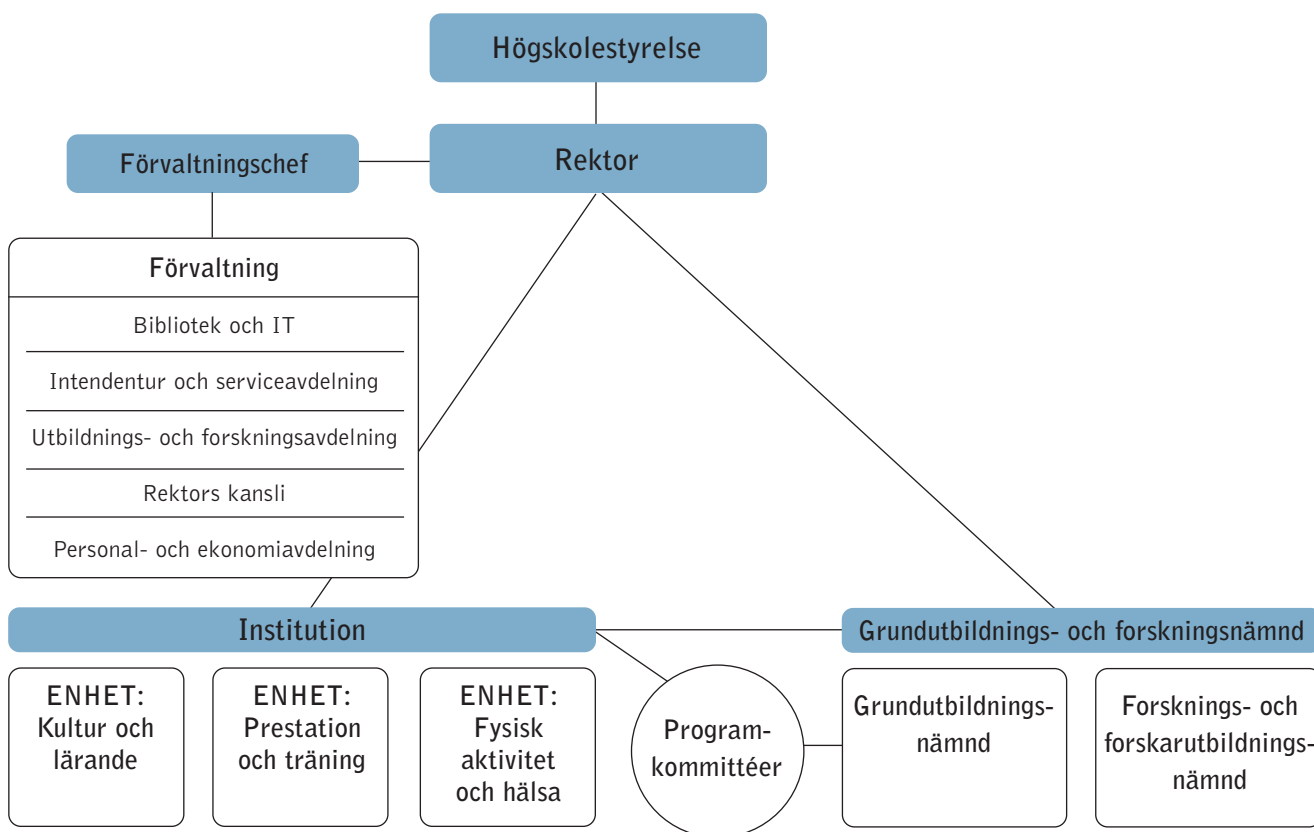 Högskolestyrelse
Förvaltningschef
Rektor
Förvaltning
Bibliotek och IT
Intendentur och serviceavdelning
Utbildnings- och forskningsavdelning
Rektors kansli
Personal- och ekonomiavdelning
Institution
Grundutbildnings- och forskningsnämnd
ENHET:
Kultur och
lärande
ENHET:
Prestation
och träning
ENHET:
Fysisk
aktivitet
och hälsa
Program-
kommittéer
Grundutbildnings-
nämnd
Forsknings- och
forskarutbildnings-
nämnd